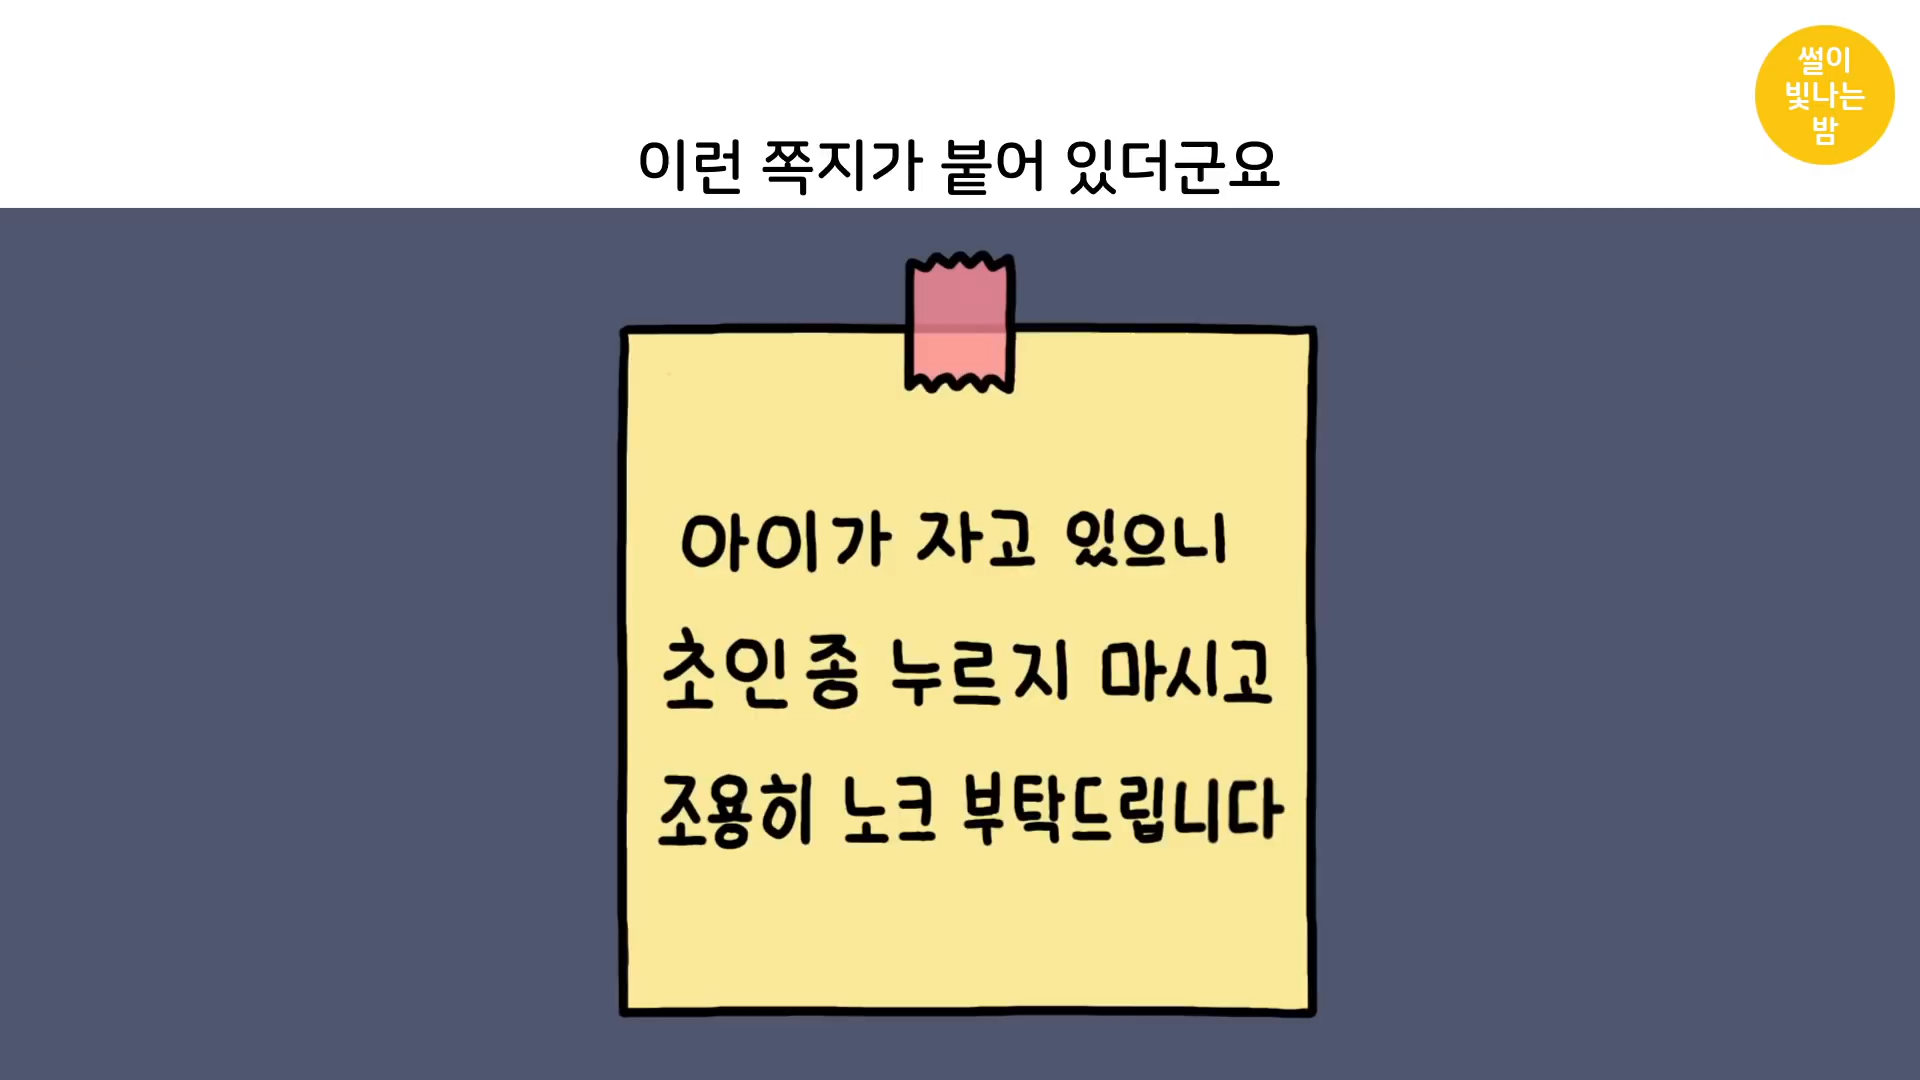 썰이
빛나는
밤
이런 쪽지가 붙어 있더군요
아이가 자고 있으니
초인종 누르지 마시고
조용히 노크 부탁드립니다